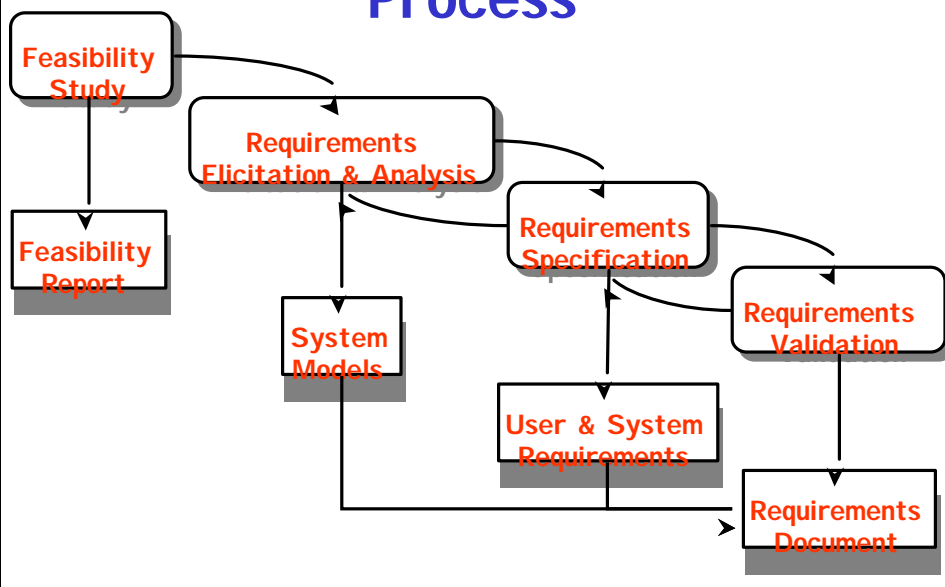 Process
Feasibility
Study
Requirements
Elicitation & Analysis
Requirements
Specification
Feasibility
Report
Requirements
Validation
System
Models
User & System
Requirements
Requirements
Document